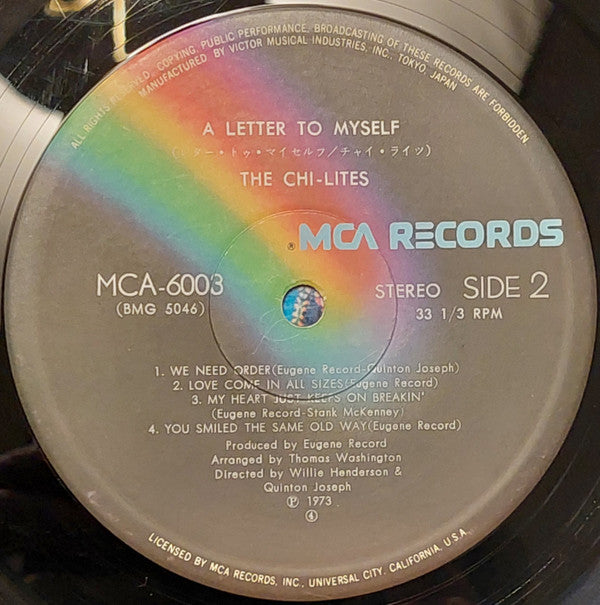 ALL RIGHTS RESERVED. COPYING, PUBLIC PERFORMANCE, BROADCASTING OF THESE RECORDS ARE FORBIDDEN.
MANUFACTURED BY VICTOR MUSICAL INDUSTRIES, INC., TOKYO, JAPAN
A LETTER TO MYSELF
(レター・トゥ・マイセルフ/チャイ・ライツ)
THE CHI-LITES
® MCA RECORDS
MCA-6003
(BMG 5046)
STEREO SIDE 2
33 1/3 RPM
1. WE NEED ORDER(Eugene Record-Quinton Joseph)
2. LOVE COME IN ALL SIZES(Eugene Record)
3. MY HEART JUST KEEPS ON BREAKIN'
(Eugene Record-Stank McKenney)
4. YOU SMILED THE SAME OLD WAY(Eugene Record)
Produced by Eugene Record
Arranged by Thomas Washington
Directed by Willie Henderson &
Quinton Joseph
Ⓟ 1973
④
LICENSED BY MCA RECORDS, INC., UNIVERSAL CITY, CALIFORNIA, U.S.A.